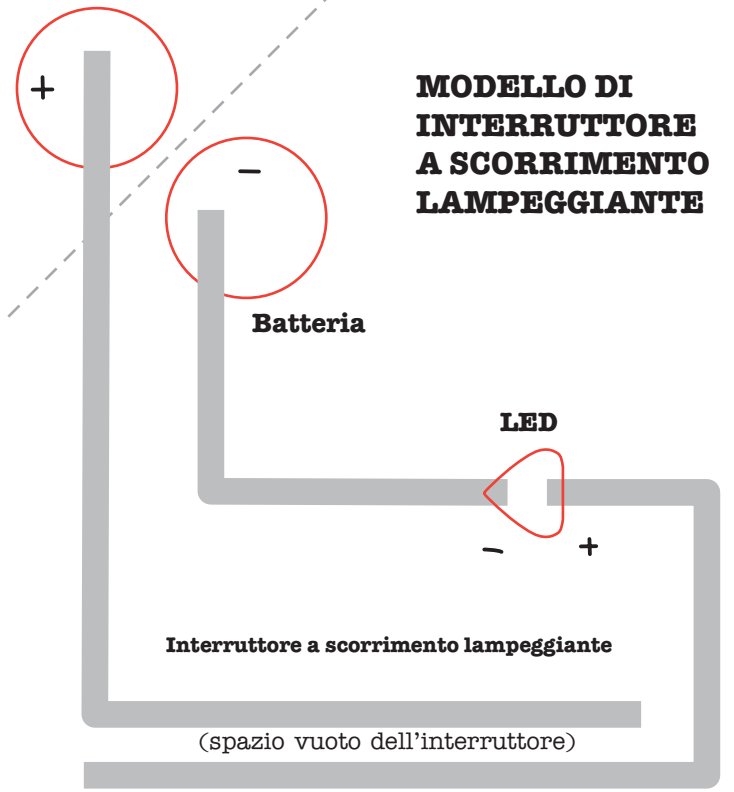 MODELLO DI
INTERRUTTORE
A SCORRIMENTO
LAMPEGGIANTE
+
−
Batteria
LED
− +
Interruttore a scorrimento lampeggiante
(spazio vuoto dell’interruttore)